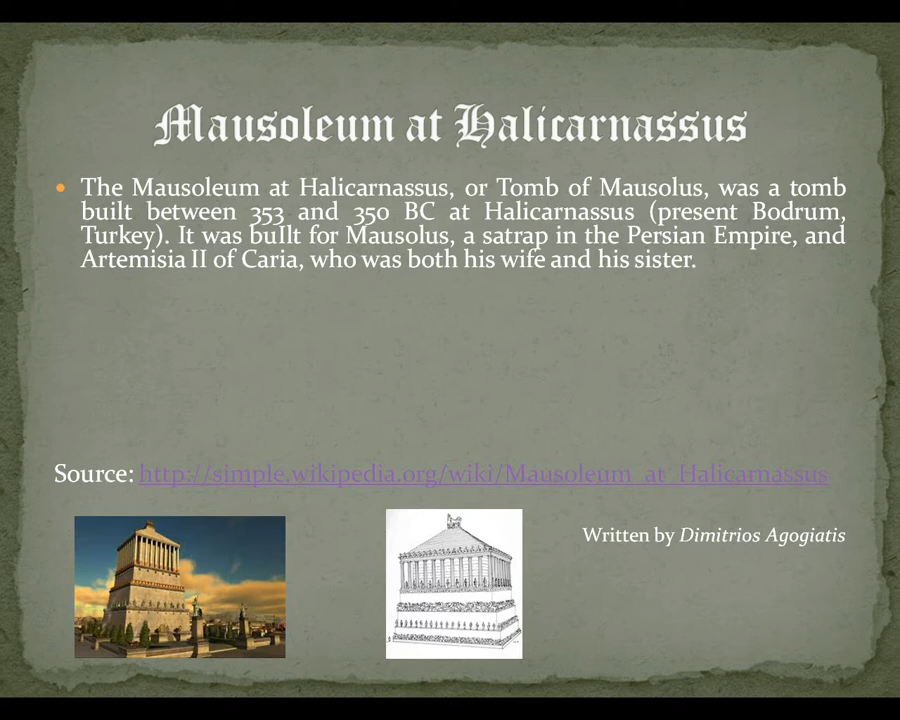 Mausoleum at Halicarnassus
The Mausoleum at Halicarnassus, or Tomb of Mausolus, was a tomb
built between 353 and 350 BC at Halicarnassus (present Bodrum,
Turkey). It was buIlt for Mausolus, a satrap in the Persian Empire, and
Artemisia II of Caria, who was both his wife and his sister.
Source: http://simple.wikipedia.org/wiki/Mausoleum_at_Halicarnassus
Written by Dimitrios Agogiatis